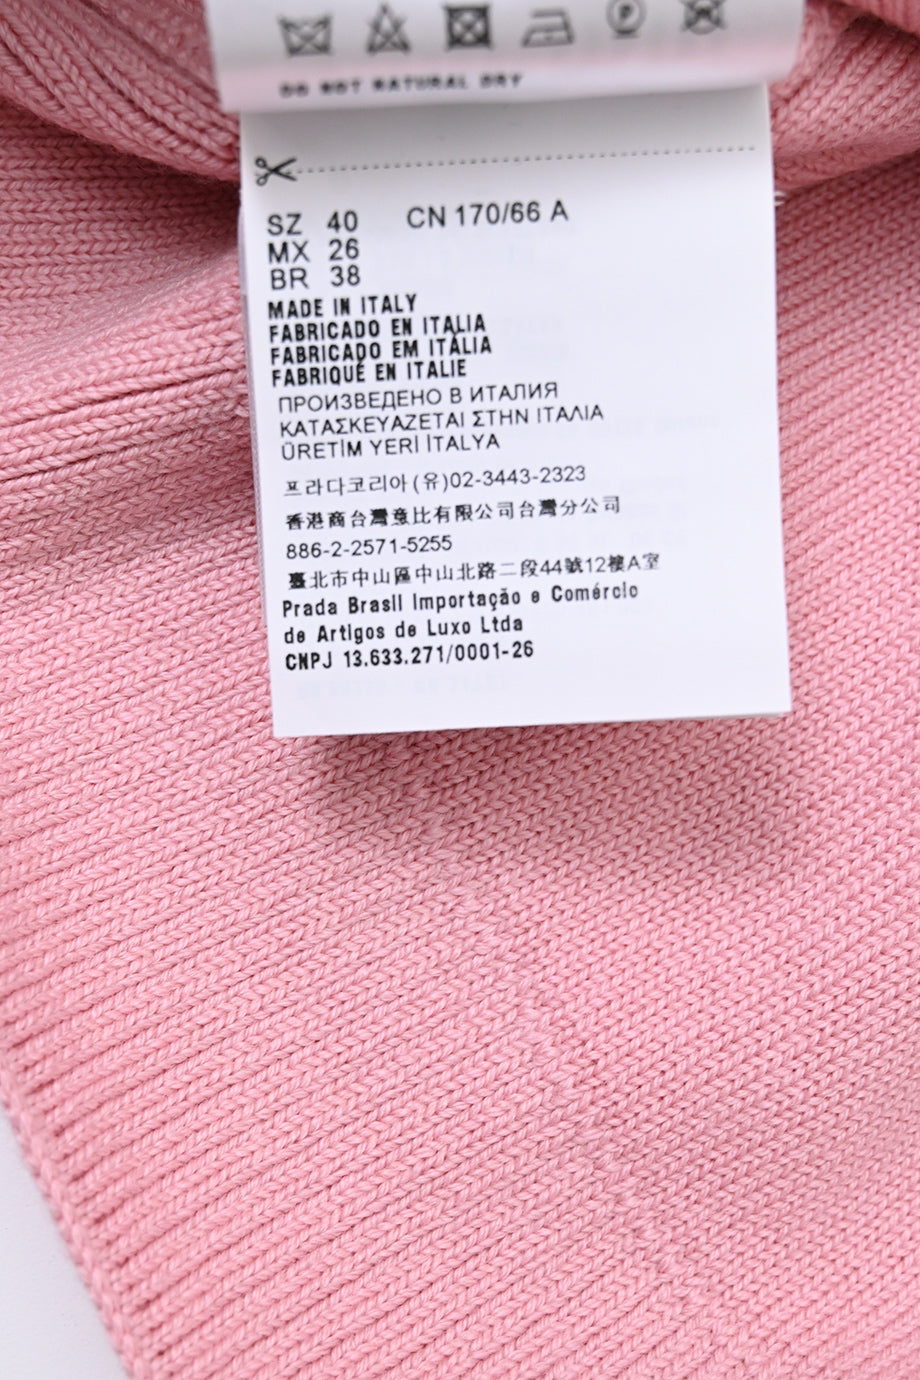 DO NOT NATURAL DRY
SZ 40 CN 170/66 A
MX 26
BR 38
MADE IN ITALY
FABRICADO EN ITALIA
FABRICADO EM ITÁLIA
FABRIQUÉ EN ITALIE
ПРОИЗВЕДЕНО В ИТАЛИЯ
ΚΑΤΑΣΚΕΥΑΖΕΤΑΙ ΣΤΗΝ ΙΤΑΛΙΑ
ÜRETİM YERİ İTALYA
프라다코리아 (유)02-3443-2323
香港商台灣意比有限公司台灣分公司
886-2-2571-5255
臺北市中山區中山北路二段44號12樓A室
Prada Brasil Importação e Comércio
de Artigos de Luxo Ltda
CNPJ 13.633.271/0001-26